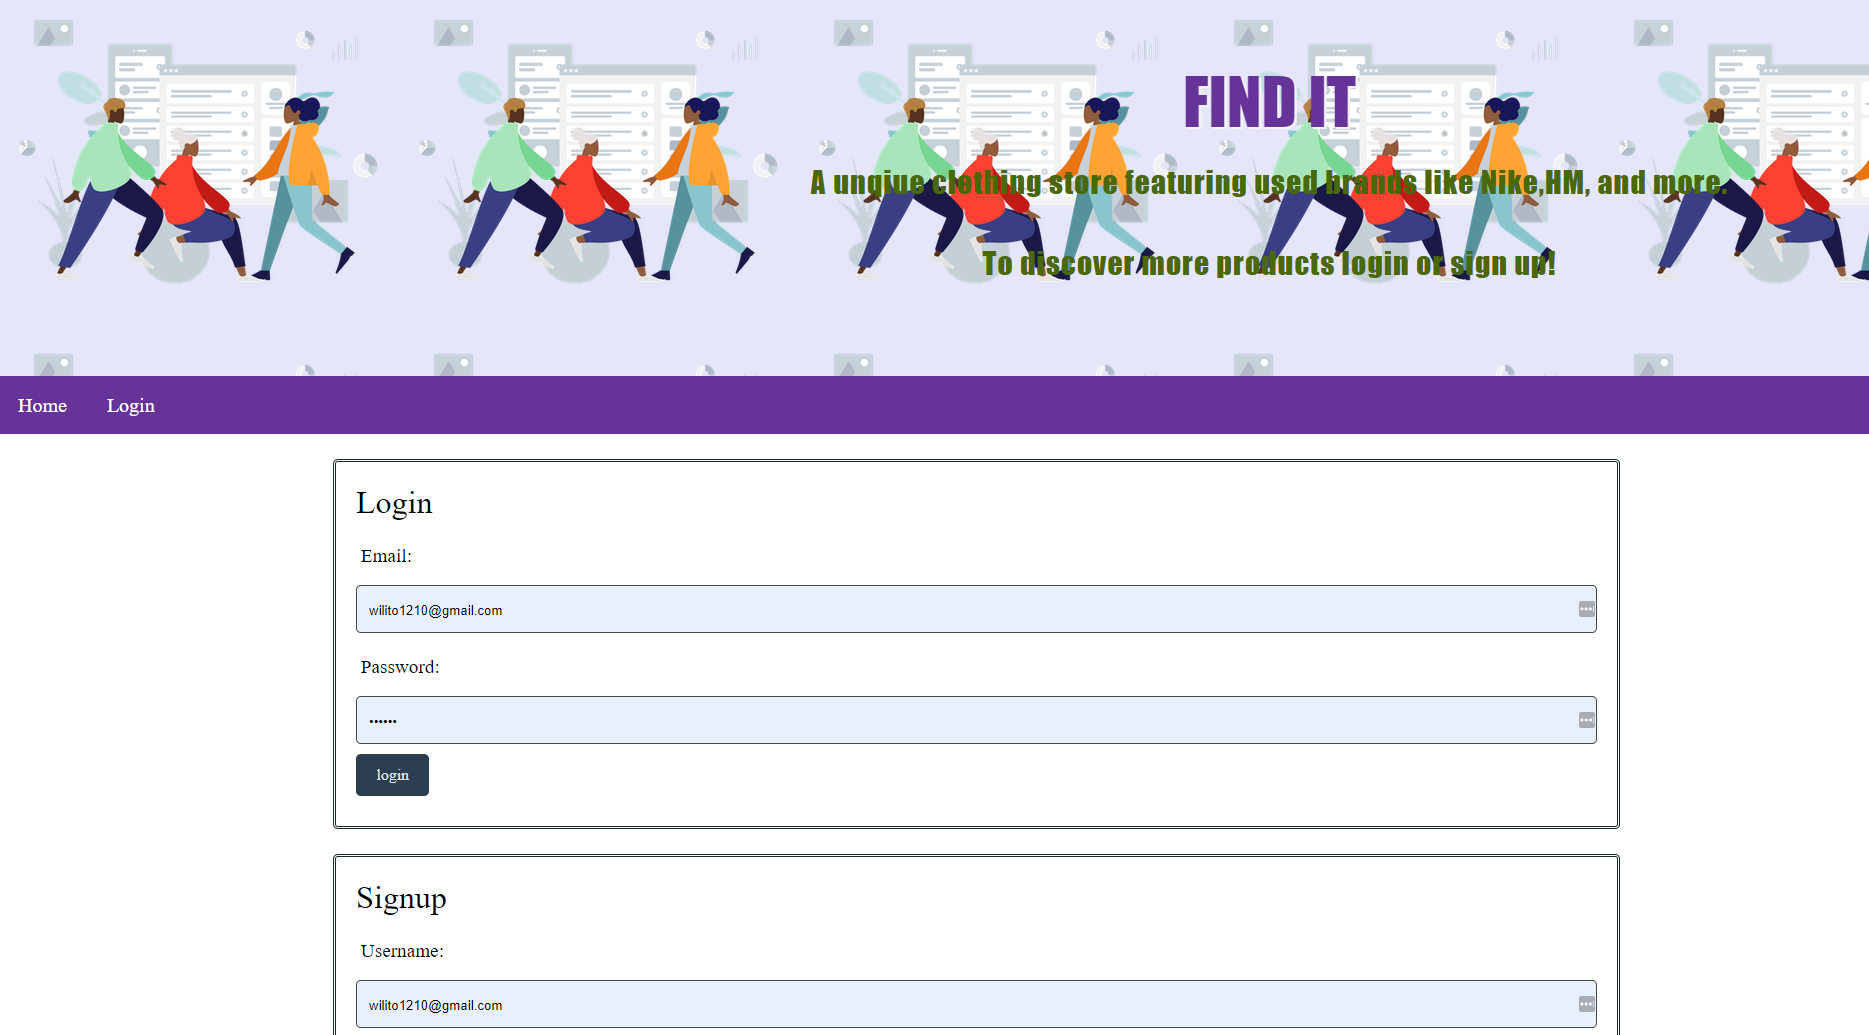 FIND IT
A unqiue clothing store featuring used brands like Nike,HM, and more.
To discover more products login or sign up!
Home
Login
Login
Email:
wilito1210@gmail.com
Password:
••••••
login
Signup
Username:
wilito1210@gmail.com